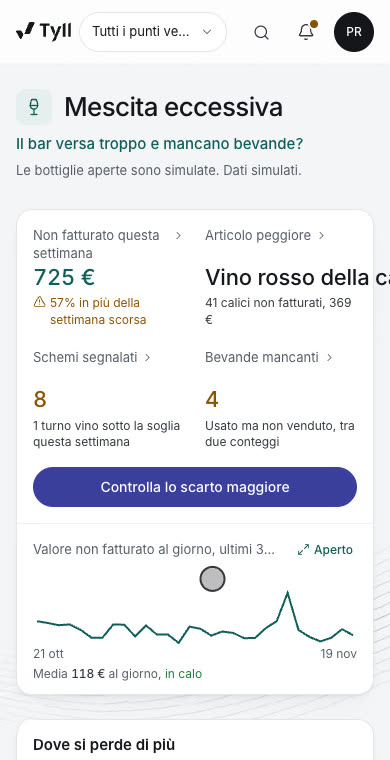 Tyll
Tutti i punti ve...
PR
Mescita eccessiva
Il bar versa troppo e mancano bevande?
Le bottiglie aperte sono simulate. Dati simulati.
Non fatturato questa
settimana
725 €
57% in più della
settimana scorsa
Articolo peggiore
Vino rosso della
41 calici non fatturati, 369
€
Schemi segnalati
8
1 turno vino sotto la soglia
questa settimana
Bevande mancanti
4
Usato ma non venduto, tra
due conteggi
Controlla lo scarto maggiore
Valore non fatturato al giorno, ultimi 3...
Aperto
21 ott
19 nov
Media 118 € al giorno, in calo
Dove si perde di più